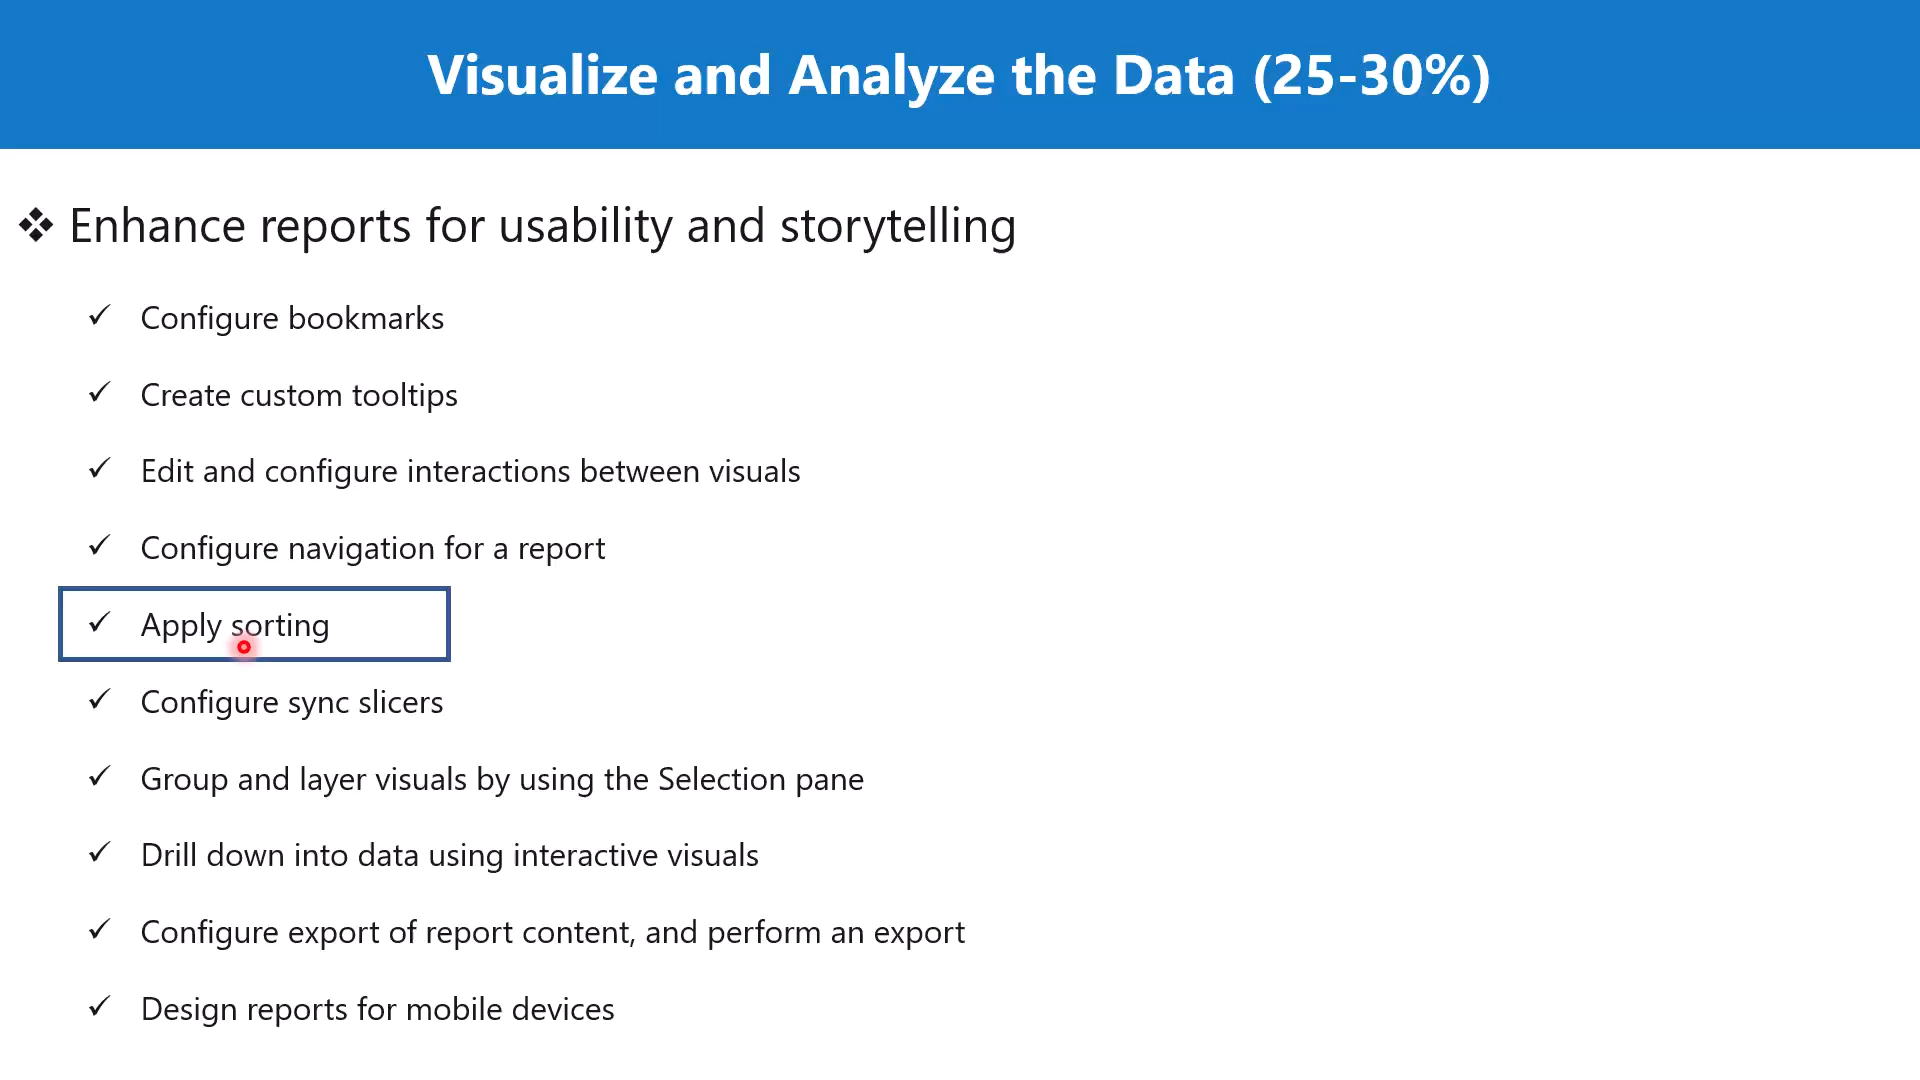 Visualize and Analyze the Data (25-30%)
Enhance reports for usability and storytelling
Configure bookmarks
Create custom tooltips
Edit and configure interactions between visuals
Configure navigation for a report
Apply sorting
Configure sync slicers
Group and layer visuals by using the Selection pane
Drill down into data using interactive visuals
Configure export of report content, and perform an export
Design reports for mobile devices